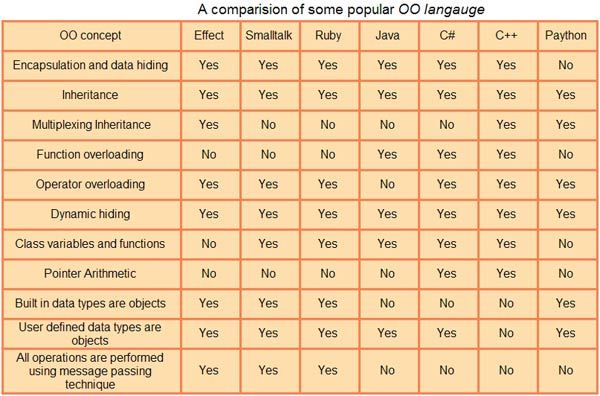 A comparision of some popular OO langauge
OO concept Effect Smalltalk Ruby Java C# C++ Paython
Encapsulation and data hiding Yes Yes Yes Yes Yes Yes No
Inheritance Yes Yes Yes Yes Yes Yes Yes
Multiplexing Inheritance Yes No No No No Yes Yes
Function overloading No No No Yes Yes Yes No
Operator overloading Yes Yes Yes No Yes Yes Yes
Dynamic hiding Yes Yes Yes Yes Yes Yes Yes
Class variables and functions No Yes Yes Yes Yes Yes No
Pointer Arithmetic No No No No Yes Yes No
Built in data types are objects Yes Yes Yes No No No Yes
User defined data types are
objects Yes Yes Yes Yes Yes No Yes
All operations are performed
using message passing Yes Yes Yes No No No No
technique